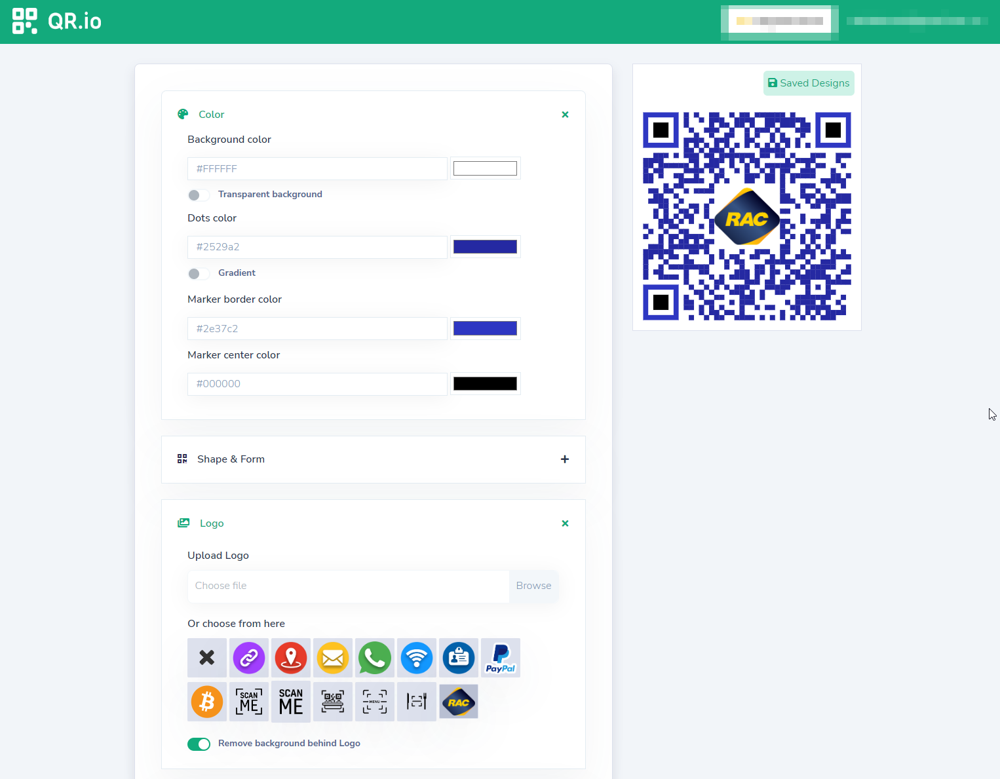 QR.io
Saved Designs
Color
Background color
#FFFFFF
Transparent background
Dots color
#2529a2
Gradient
Marker border color
#2e37c2
Marker center color
#000000
RAC
Shape & Form
Logo
Upload Logo
Choose file
Browse
Or choose from here
PayPal
SCAN
ME
SCAN
ME
MENU
RAC
Remove background behind Logo